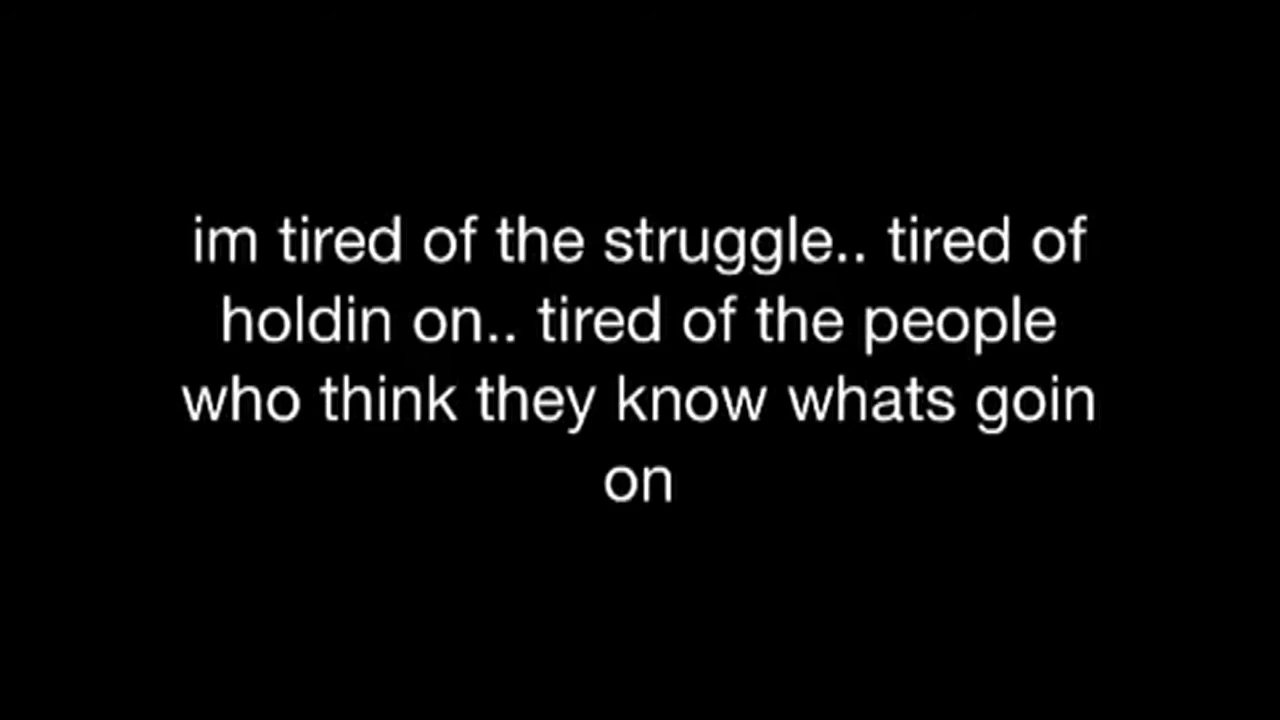 im tired of the struggle.. tired of
holdin on.. tired of the people
who think they know whats goin
on